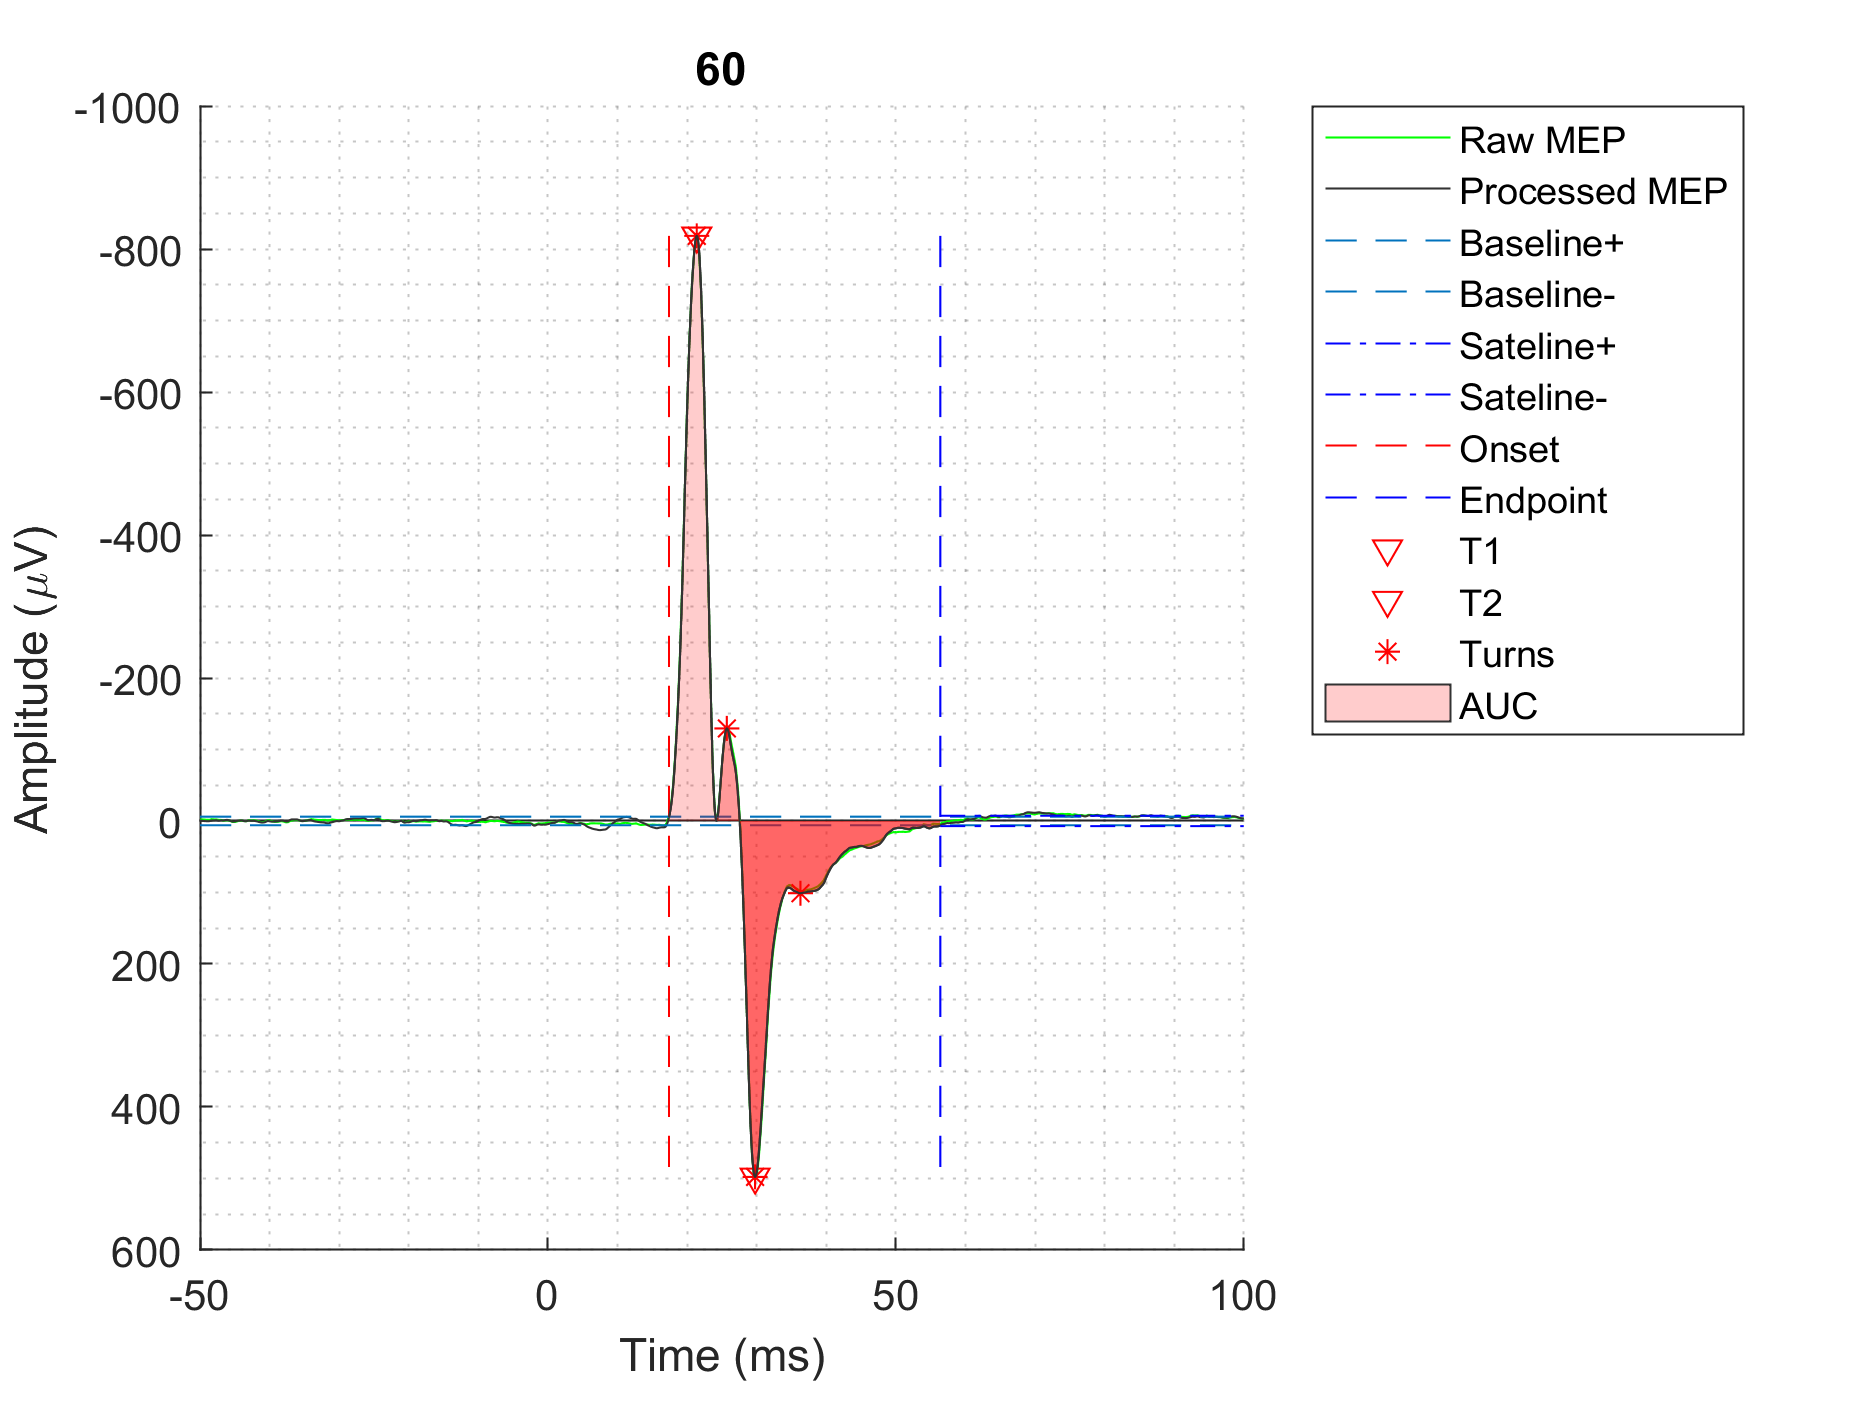 60
-1000
-800
-600
-400
-200
0
200
400
600
Amplitude (μV)
-50
0
50
100
Time (ms)
Raw MEP
Processed MEP
Baseline+
Baseline-
Sateline+
Sateline-
Onset
Endpoint
T1
T2
Turns
AUC